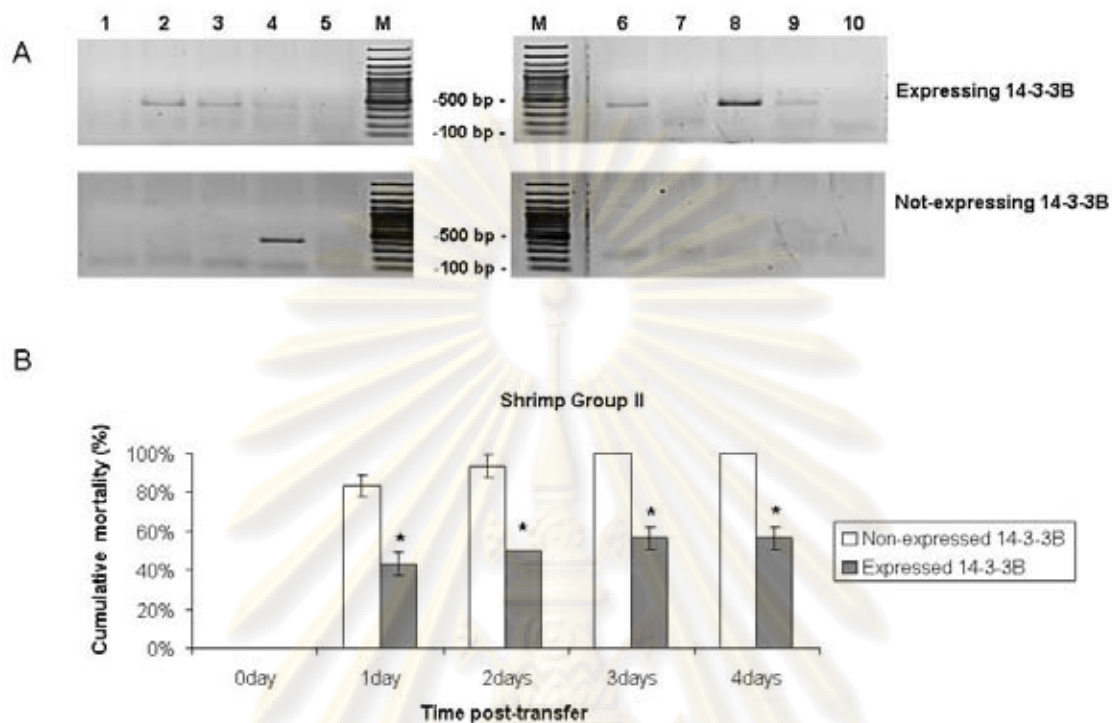 1 2 3 4 5 M M 6 7 8 9 10
A
-500 bp - Expressing 14-3-3B
-100 bp -
Not-expressing 14-3-3B
-500 bp -
-100 bp -
B
Shrimp Group II
Cumulative mortality (%)
100%
80%
60%
40%
20%
0%
* * * *
0day 1day 2days 3days 4days
Time post-transfer
Non-expressed 14-3-3B
Expressed 14-3-3B